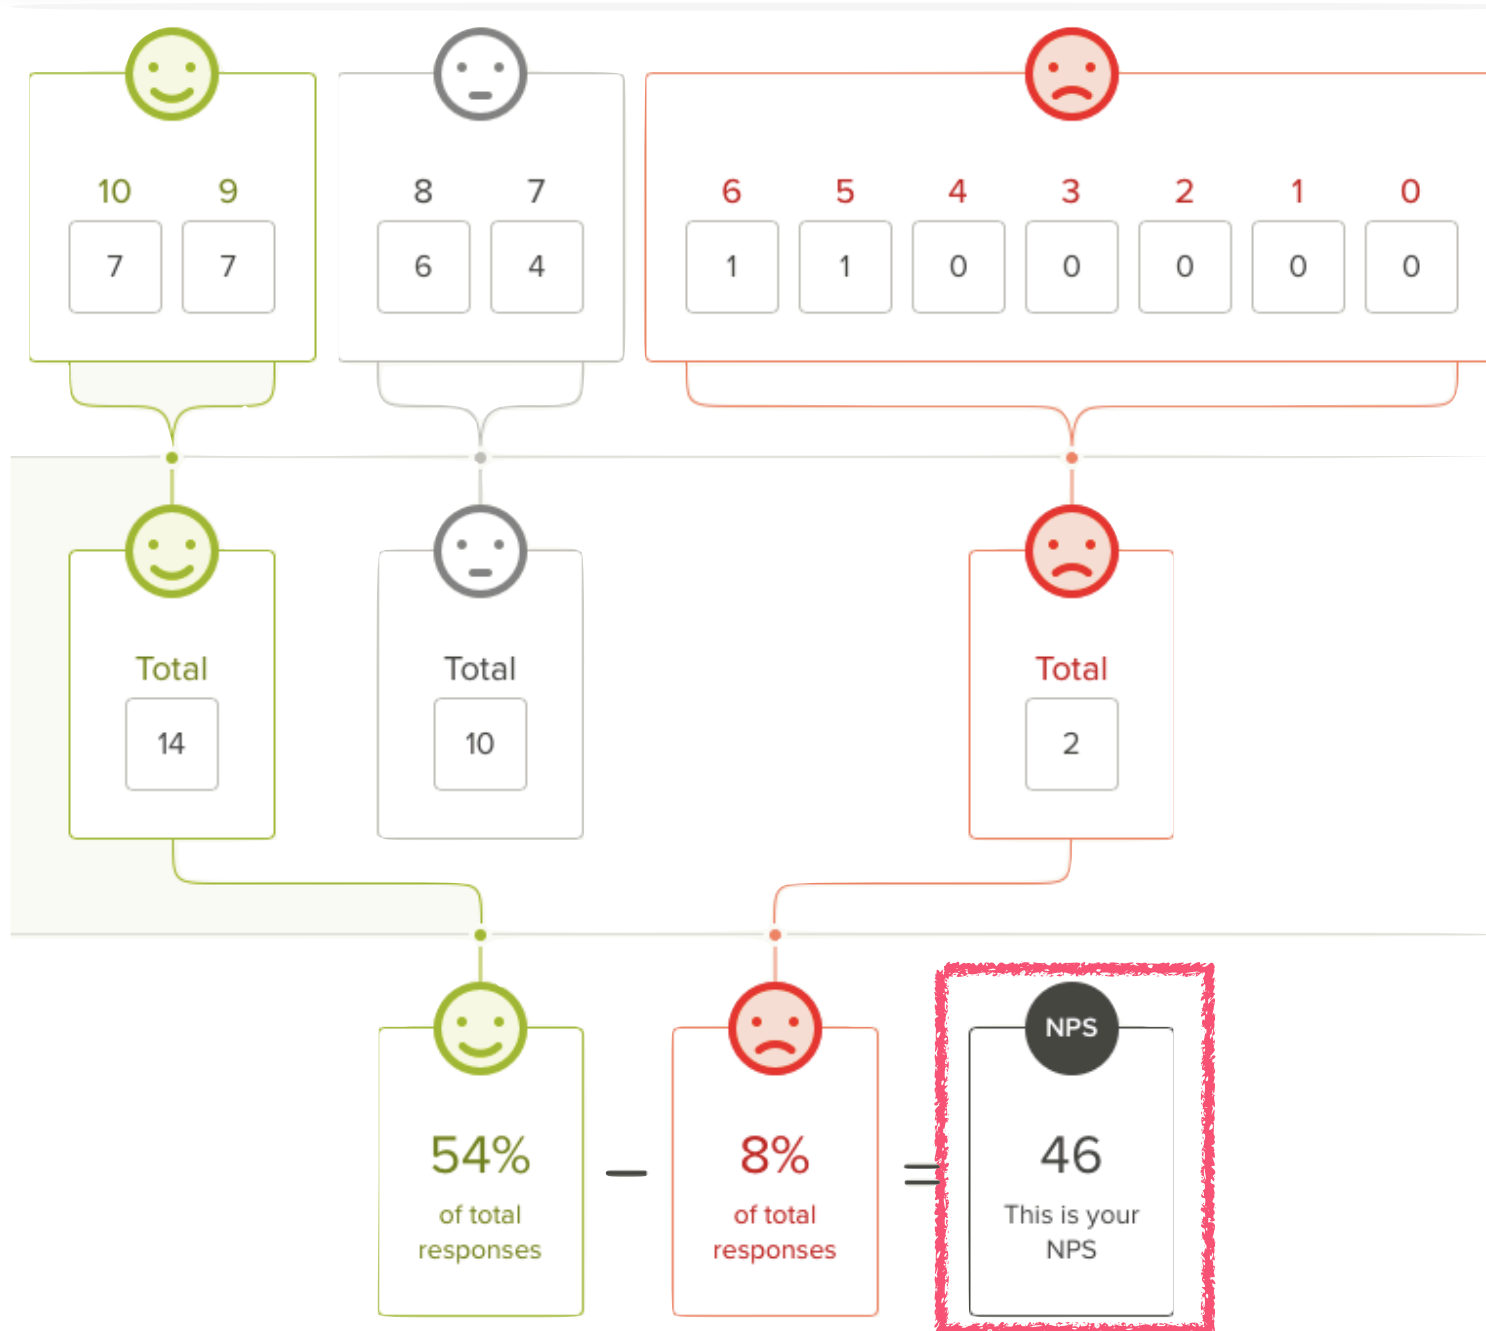 10 9 8 7 6 5 4 3 2 1 0
7 7 6 4 1 1 0 0 0 0 0
Total Total Total
14 10 2
NPS
54% – 8% = 46
of total of total This is your
responses responses NPS